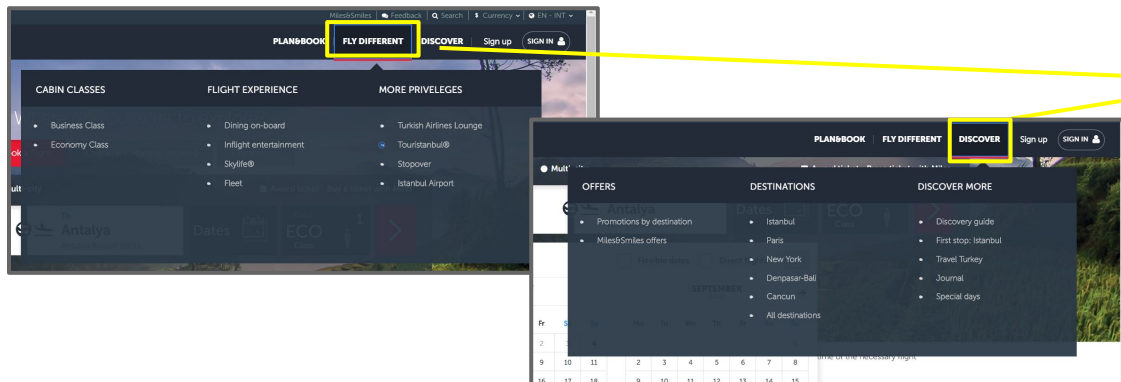 Miles&Smiles Feedback Search Currency EN - INT
PLAN&BOOK FLY DIFFERENT DISCOVER Sign up SIGN IN
CABIN CLASSES FLIGHT EXPERIENCE MORE PRIVELEGES
Business Class Dining on-board Turkish Airlines Lounge
Economy Class Inflight entertainment Touristanbul®
Skylife® Stopover
Fleet Istanbul Airport
Antalya Dates ECO
PLAN&BOOK FLY DIFFERENT DISCOVER Sign up SIGN IN
OFFERS DESTINATIONS DISCOVER MORE
Antalya Dates ECO
Promotions by destination Istanbul Discovery guide
Miles&Smiles offers Paris First stop: Istanbul
New York Travel Turkey
Denpasar-Bali Journal
SEPTEMBER
Cancun Special days
All destinations
Fr
2
9 10 11 2 3 4 5 6 7 8
16 17 18 9 10 11 12 13 14 15